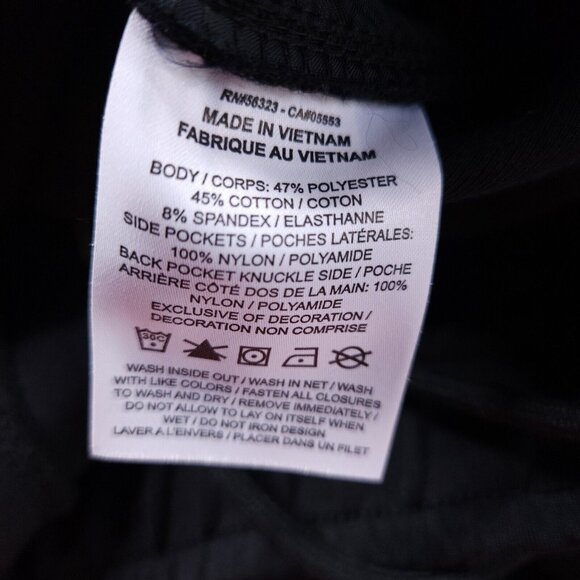 RN#56323 - CA#05553
MADE IN VIETNAM
FABRIQUE AU VIETNAM
BODY / CORPS: 47% POLYESTER
45% COTTON / COTON
8% SPANDEX / ELASTHANNE
SIDE POCKETS / POCHES LATÉRALES:
100% NYLON / POLYAMIDE
BACK POCKET KNUCKLE SIDE / POCHE
ARRIÈRE CÔTÉ DOS DE LA MAIN: 100%
NYLON / POLYAMIDE
EXCLUSIVE OF DECORATION /
DECORATION NON COMPRISE
30C
WASH INSIDE OUT / WASH IN NET / WASH
WITH LIKE COLORS / FASTEN ALL CLOSURES
TO WASH AND DRY / REMOVE IMMEDIATELY /
DO NOT ALLOW TO LAY ON ITSELF WHEN
WET / DO NOT IRON DESIGN
LAVER A L'ENVERS / PLACER DANS UN FILET